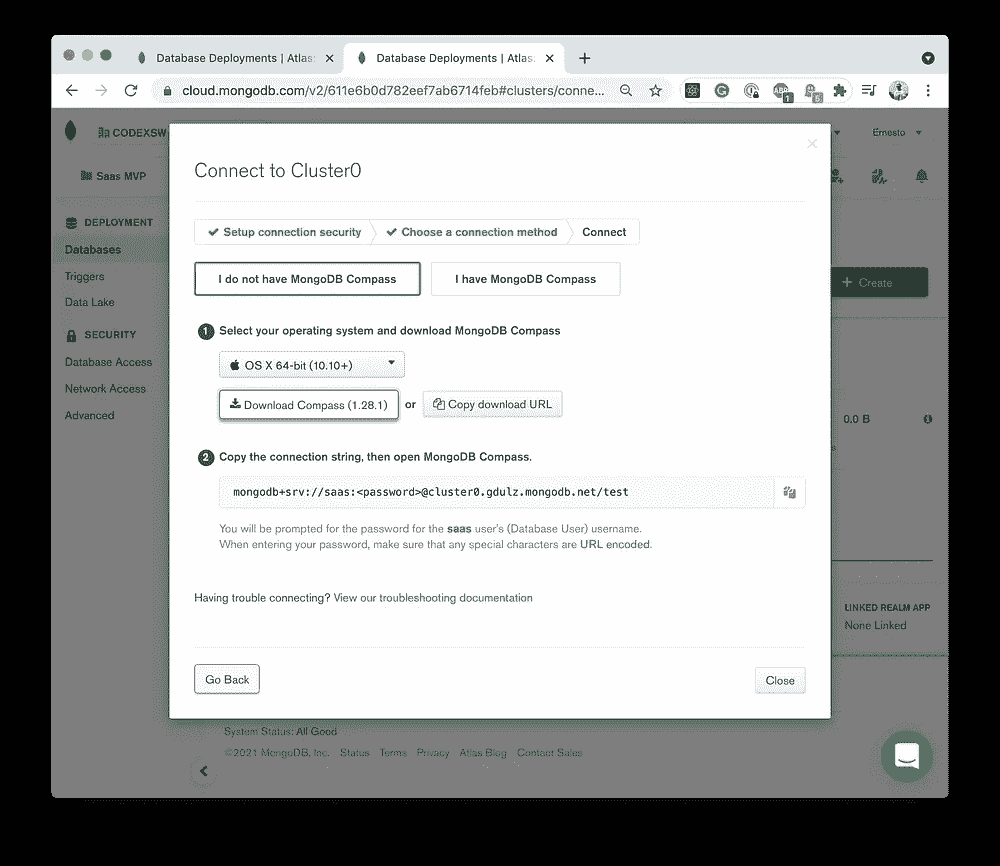 Database Deployments | Atlas:
Database Deployments | Atlas:
cloud.mongodb.com/v2/611e6b0d782eef7ab6714feb#clusters/conne...
ABP
1
5
CODEXSW
Ernesto
Saas MVP
DEPLOYMENT
Databases
Triggers
Data Lake
SECURITY
Database Access
Network Access
Advanced
Connect to Cluster0
Setup connection security
Choose a connection method
Connect
I do not have MongoDB Compass
I have MongoDB Compass
1 Select your operating system and download MongoDB Compass
OS X 64-bit (10.10+)
Download Compass (1.28.1) or Copy download URL
2 Copy the connection string, then open MongoDB Compass.
mongodb+srv://saas:<password>@cluster0.gdulz.mongodb.net/test
You will be prompted for the password for the saas user's (Database User) username.
When entering your password, make sure that any special characters are URL encoded.
Having trouble connecting? View our troubleshooting documentation
Go Back
Close
+ Create
0.0 B
LINKED REALM APP
None Linked
System Status: All Good
©2021 MongoDB, Inc. Status Terms Privacy Atlas Blog Contact Sales